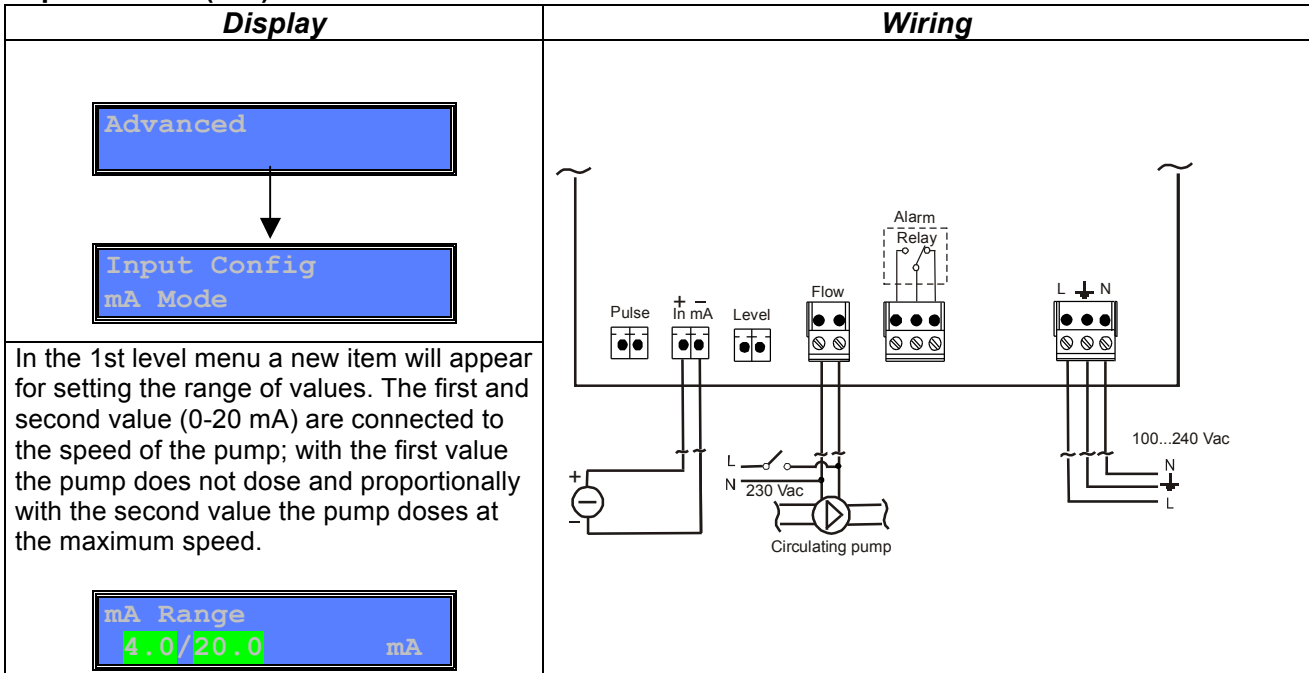 Display
Wiring
Advanced
Input Config
mA Mode
In the 1st level menu a new item will appear
for setting the range of values. The first and
second value (0-20 mA) are connected to
the speed of the pump; with the first value
the pump does not dose and proportionally
with the second value the pump doses at
the maximum speed.
mA Range
4.0/20.0 mA
Alarm
Relay
Flow
L N
Pulse
+ −
In mA
Level
100...240 Vac
N
L
L
N
230 Vac
+
−
Circulating pump